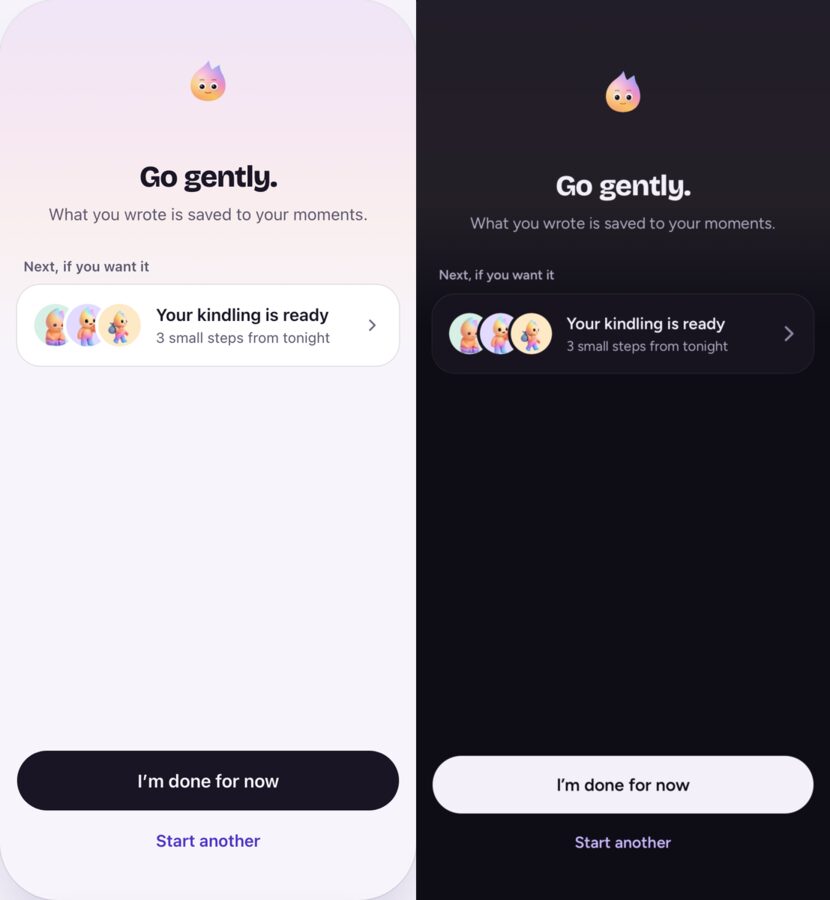 Go gently.
What you wrote is saved to your moments.
Next, if you want it
Your kindling is ready
3 small steps from tonight
I’m done for now
Start another
Go gently.
What you wrote is saved to your moments.
Next, if you want it
Your kindling is ready
3 small steps from tonight
I’m done for now
Start another